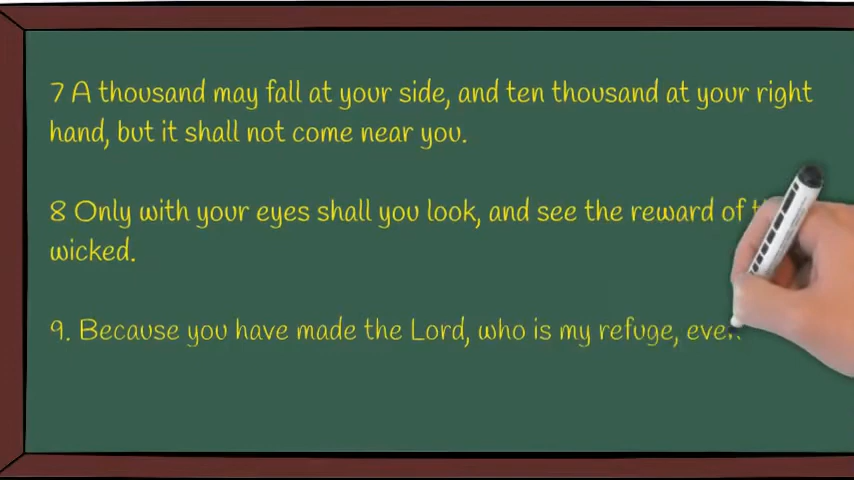 7 A thousand may fall at your side, and ten thousand at your right
hand, but it shall not come near you.
8 Only with your eyes shall you look, and see the reward of
wicked.
9. Because you have made the Lord, who is my refuge, even